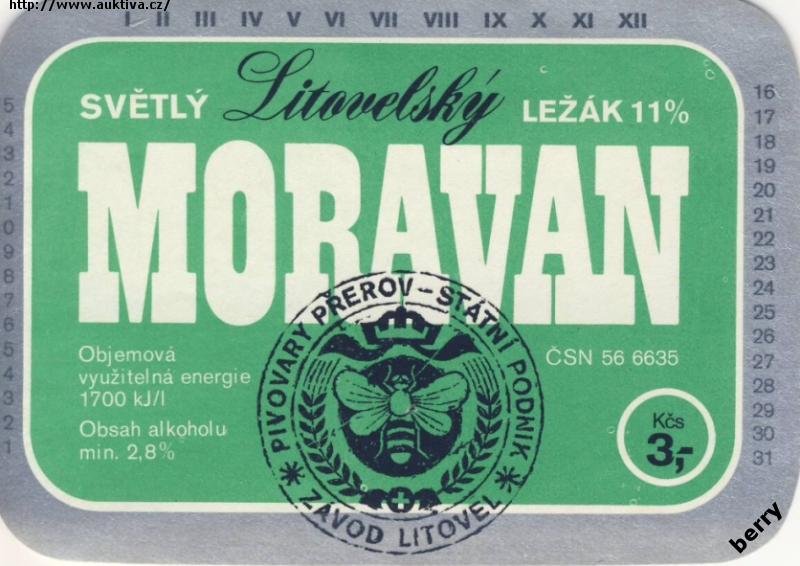 http://www.auktiva.cz/
I II III IV V VI VII VIII IX X XI XII
SVĚTLÝ Litovelský LEŽÁK 11%
MORAVAN
Objemová
využitelná energie
1700 kJ/l
Obsah alkoholu
min. 2,8%
PIVOVARY PŘEROV – STÁTNÍ PODNIK
* ZÁVOD LITOVEL *
ČSN 56 6635
Kčs
3,-
5
4
3
2
1
0
9
8
7
6
5
4
3
2
1
16
17
18
19
20
21
22
23
24
25
26
27
28
29
30
31
berry